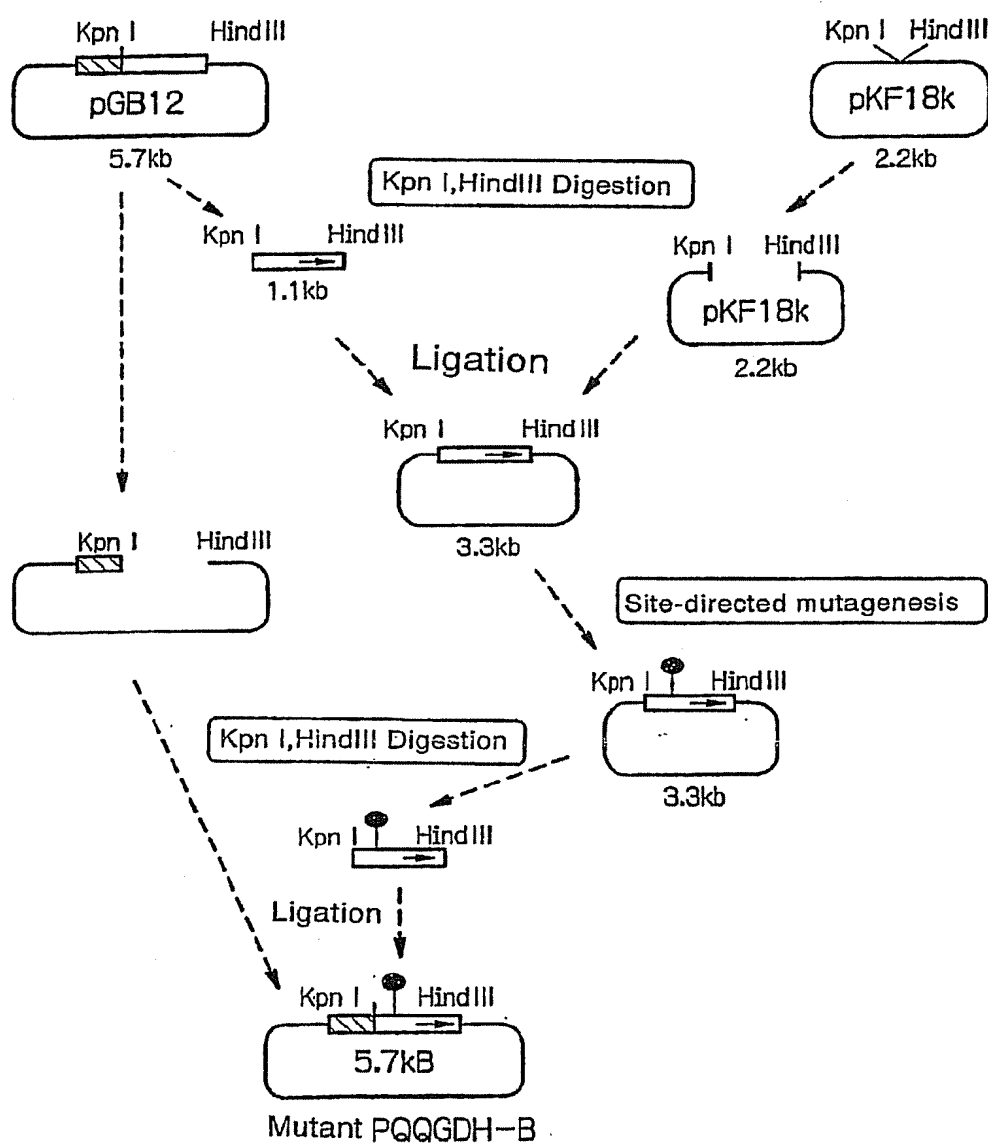 Kpn I HindIII
pGB12
5.7kb
Kpn I HindIII
pKF18k
2.2kb
Kpn I,HindIII Digestion
Kpn I HindIII
1.1kb
Kpn I HindIII
pKF18k
2.2kb
Ligation
Kpn I HindIII
3.3kb
Kpn I HindIII
Site-directed mutagenesis
Kpn I HindIII
3.3kb
Kpn I,HindIII Digestion
Kpn I HindIII
Ligation
Kpn I HindIII
5.7kB
Mutant PQQGDH-B